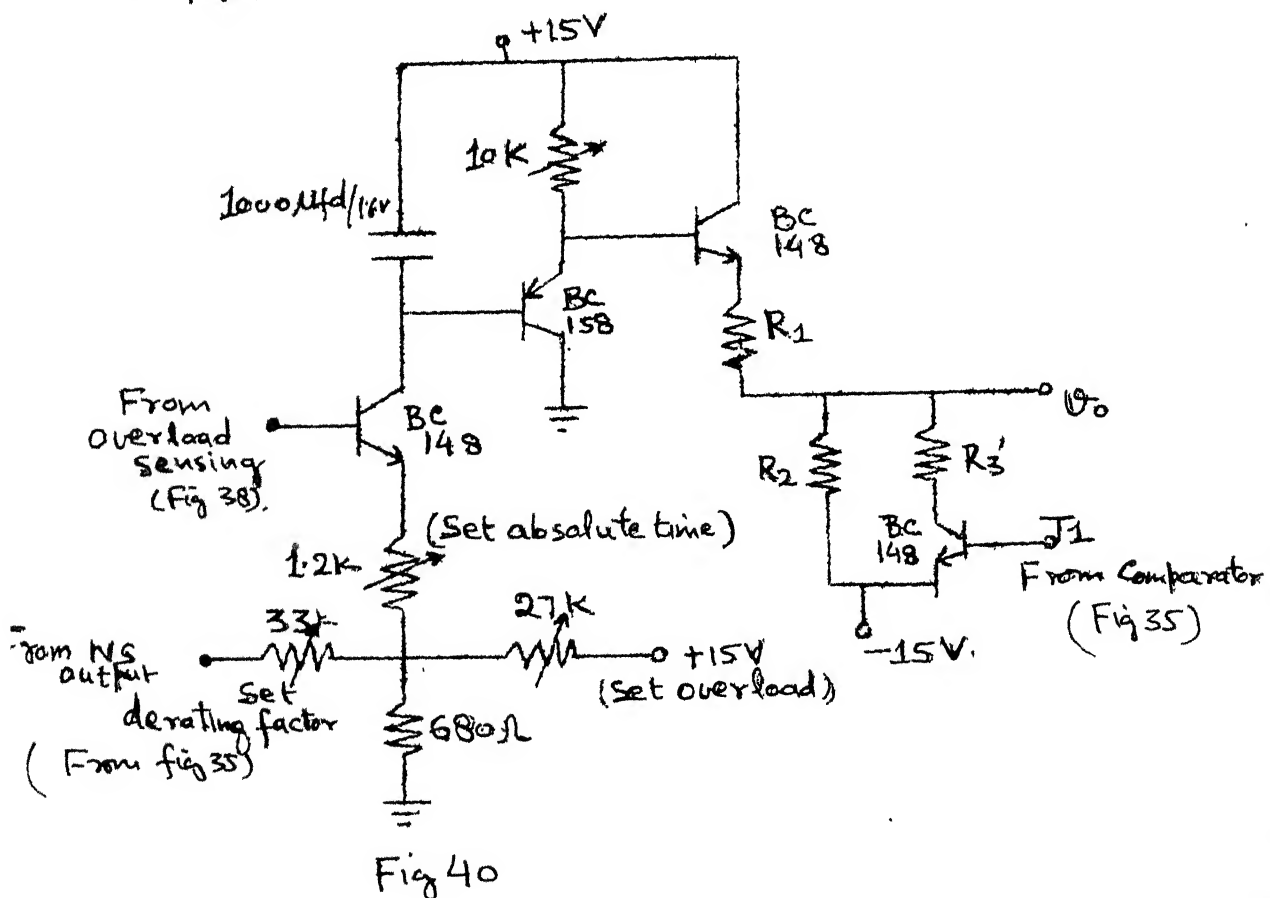 +15V
10K
1000Mfd/16V
BC
148
BC
158
R1
From
overload
sensing
(Fig 38).
BC
148
vo
R2
R3'
(Set absolute time)
1.2K
BC
148
J1
From Comparator
(Fig 35)
33K
27K
From NS
output
+15V
(Set overload)
-15V.
Set
derating factor
(From fig 35)
680Ω
Fig 40